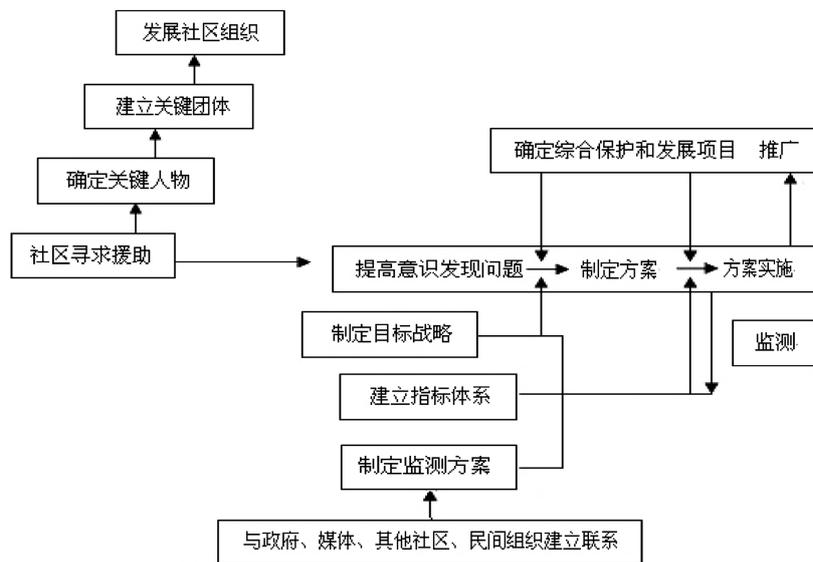 发展社区组织
建立关键团体
确定综合保护和发展项目 推广
确定关键人物
社区寻求援助
提高意识发现问题 制定方案 方案实施
制定目标战略
监测
建立指标体系
制定监测方案
与政府、媒体、其他社区、民间组织建立联系